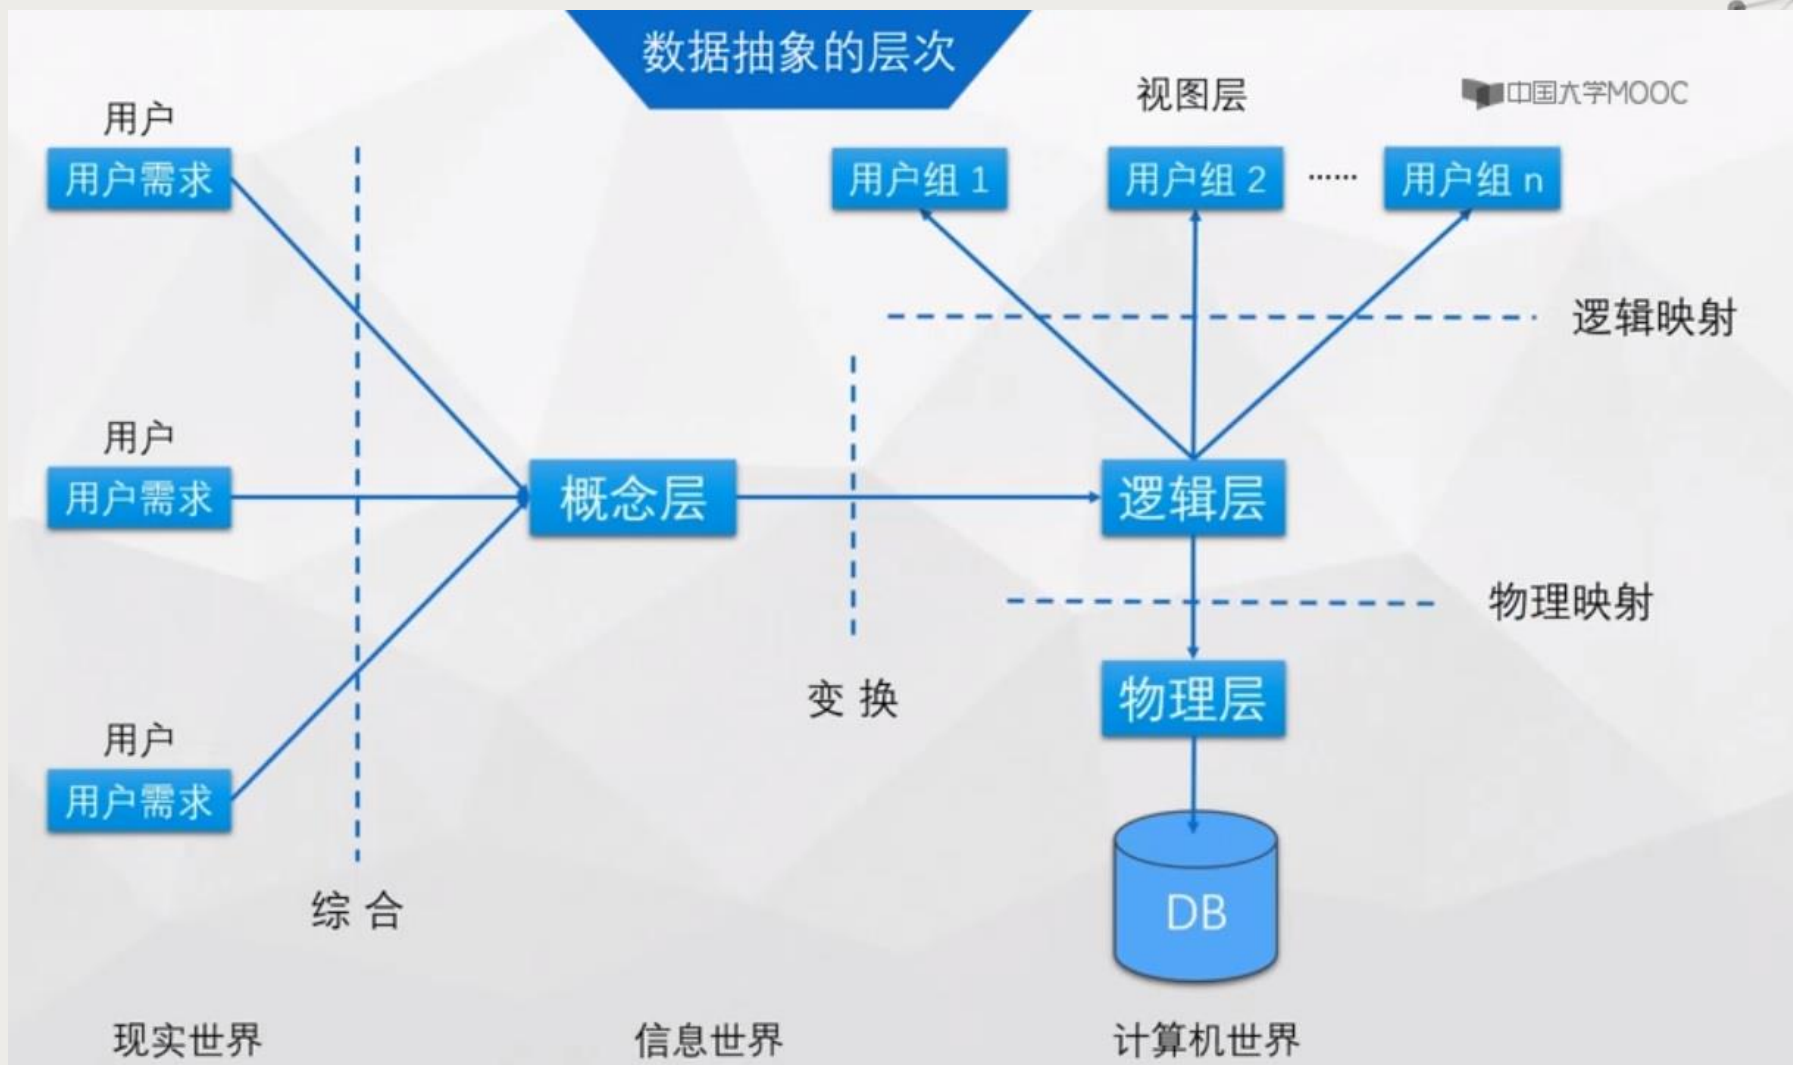 数据抽象的层次
中国大学MOOC
视图层
用户
用户需求
用户组 1
用户组 2
……
用户组 n
逻辑映射
用户
用户需求
概念层
逻辑层
物理映射
变 换
物理层
用户
用户需求
DB
综 合
现实世界
信息世界
计算机世界